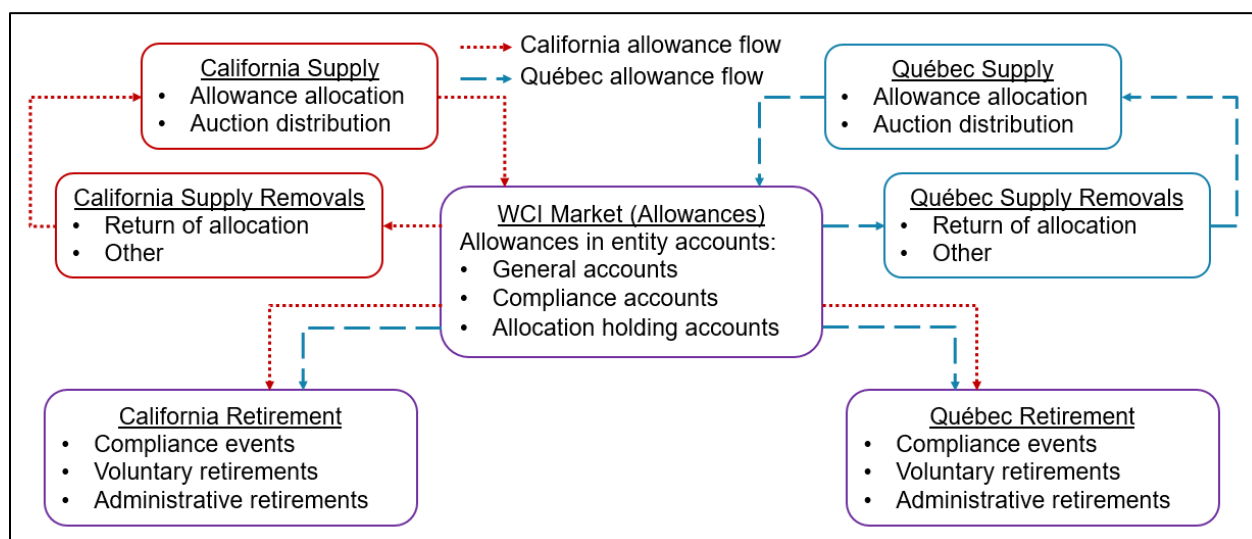 California allowance flow
Québec allowance flow
California Supply
• Allowance allocation
• Auction distribution
Québec Supply
• Allowance allocation
• Auction distribution
California Supply Removals
• Return of allocation
• Other
WCI Market (Allowances)
Allowances in entity accounts:
• General accounts
• Compliance accounts
• Allocation holding accounts
Québec Supply Removals
• Return of allocation
• Other
California Retirement
• Compliance events
• Voluntary retirements
• Administrative retirements
Québec Retirement
• Compliance events
• Voluntary retirements
• Administrative retirements